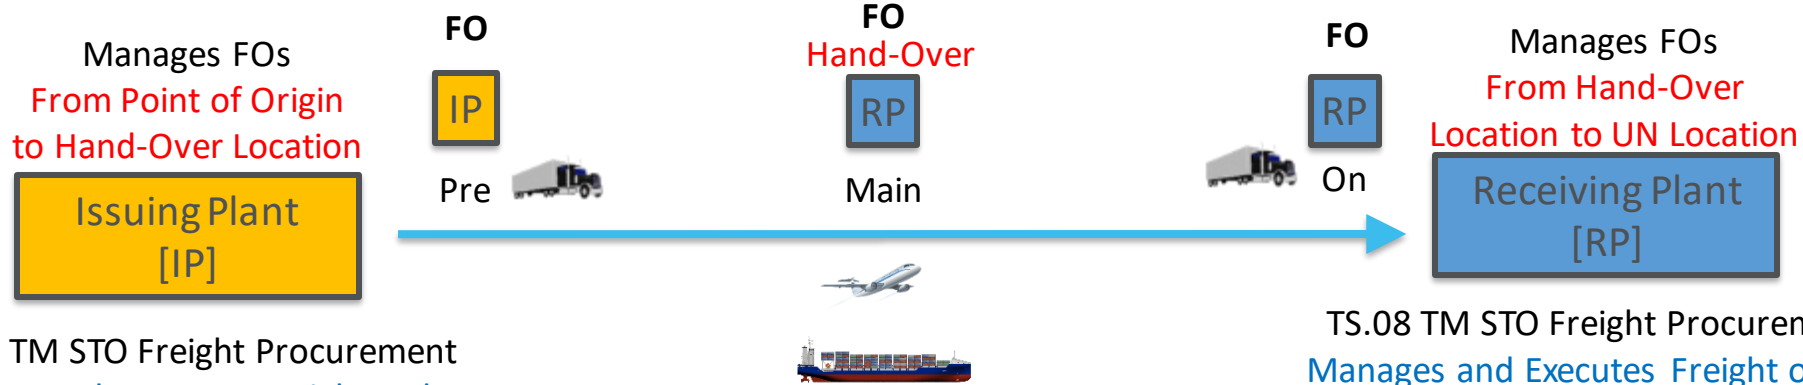 Manages FOs
From Point of Origin
to Hand-Over Location
Issuing Plant
[IP]
TM STO Freight Procurement
FO
IP
Pre
FO
Hand-Over
RP
Main
FO
RP
On
Manages FOs
From Hand-Over
Location to UN Location
Receiving Plant
[RP]
TS.08 TM STO Freight Procurem
Manages and Executes Freight o